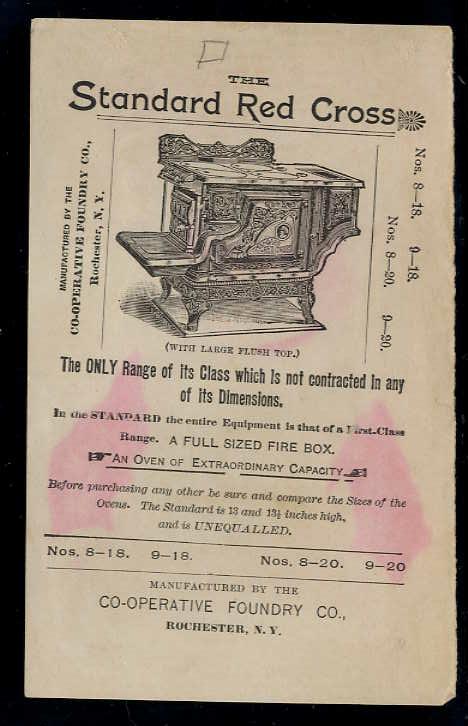 THE
Standard Red Cross
MANUFACTURED BY THE
CO-OPERATIVE FOUNDRY CO.,
Rochester, N. Y.
Nos. 8—18. 9—18.
Nos. 8—20. 9—20.
(WITH LARGE FLUSH TOP.)
The ONLY Range of its Class which is not contracted in any
of its Dimensions.
In the STANDARD the entire Equipment is that of a First-Class
Range. A FULL SIZED FIRE BOX.
AN OVEN OF EXTRAORDINARY CAPACITY
Before purchasing any other be sure and compare the Sizes of the
Ovens. The Standard is 13 and 13½ inches high,
and is UNEQUALLED.
Nos. 8—18. 9—18. Nos. 8—20. 9—20
MANUFACTURED BY THE
CO-OPERATIVE FOUNDRY CO.,
ROCHESTER, N. Y.